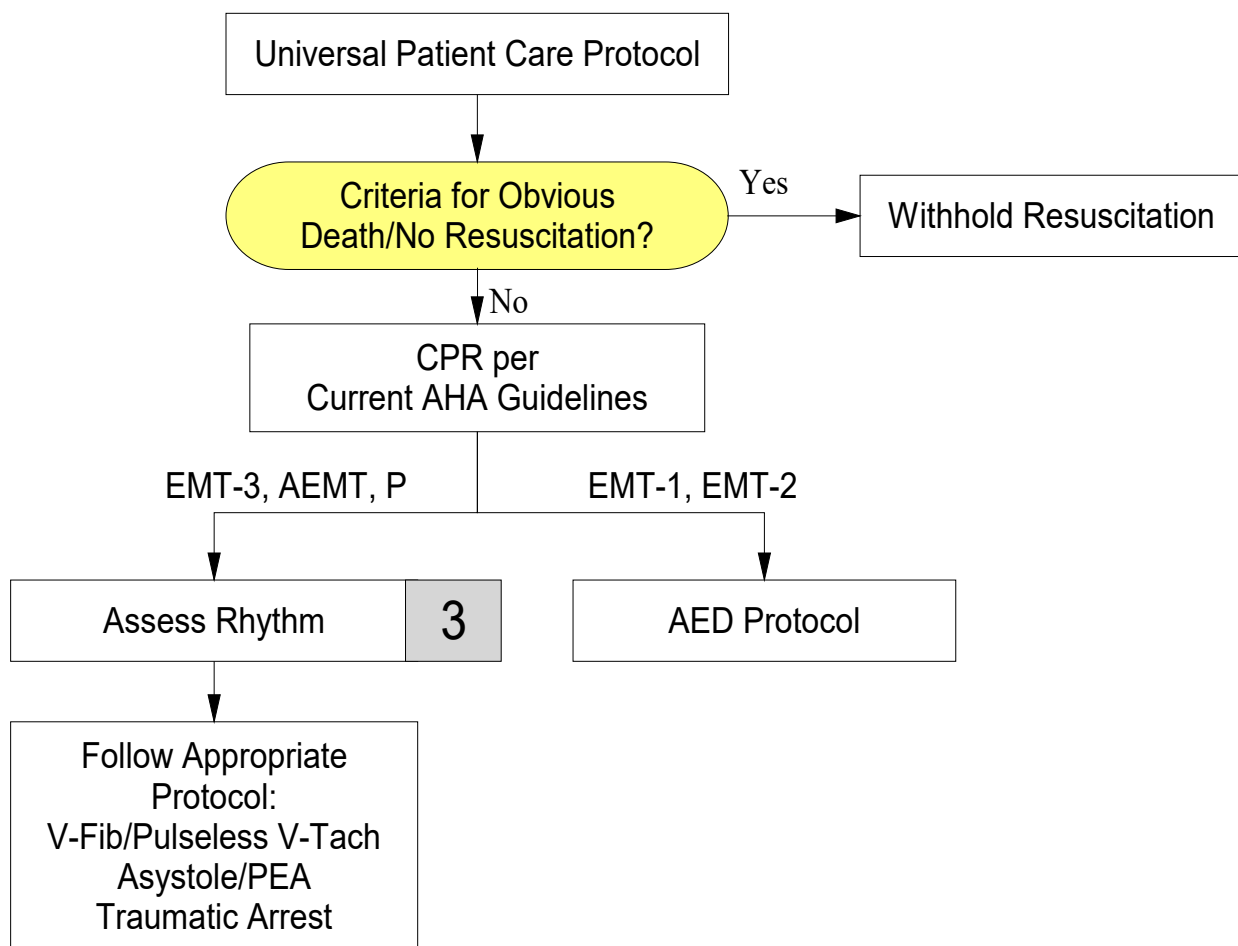 Universal Patient Care Protocol
Criteria for Obvious
Death/No Resuscitation?
Yes
Withhold Resuscitation
No
CPR per
Current AHA Guidelines
EMT-3, AEMT, P
EMT-1, EMT-2
Assess Rhythm
3
AED Protocol
Follow Appropriate
Protocol:
V-Fib/Pulseless V-Tach
Asystole/PEA
Traumatic Arrest